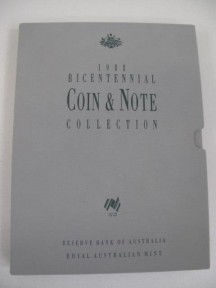 1988
BICENTENNIAL
COIN & NOTE
COLLECTION
RESERVE BANK OF AUSTRALIA
ROYAL AUSTRALIAN MINT